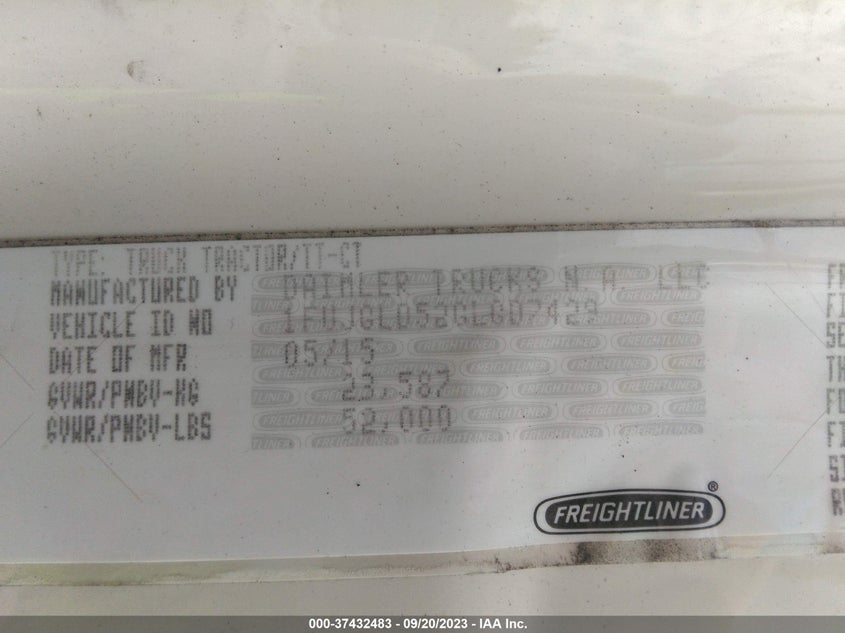 TYPE: TRUCK TRACTOR/TT-CT
MANUFACTURED BY DAIMLER TRUCKS N.A. LLC
VEHICLE ID NO 1FUJGLD52GLGD7429
DATE OF MFR 05/15
GVWR/PNBV-KG 23,587
GVWR/PNBV-LBS 52,000
FREIGHTLINER®
000-37432483 - 09/20/2023 - IAA Inc.